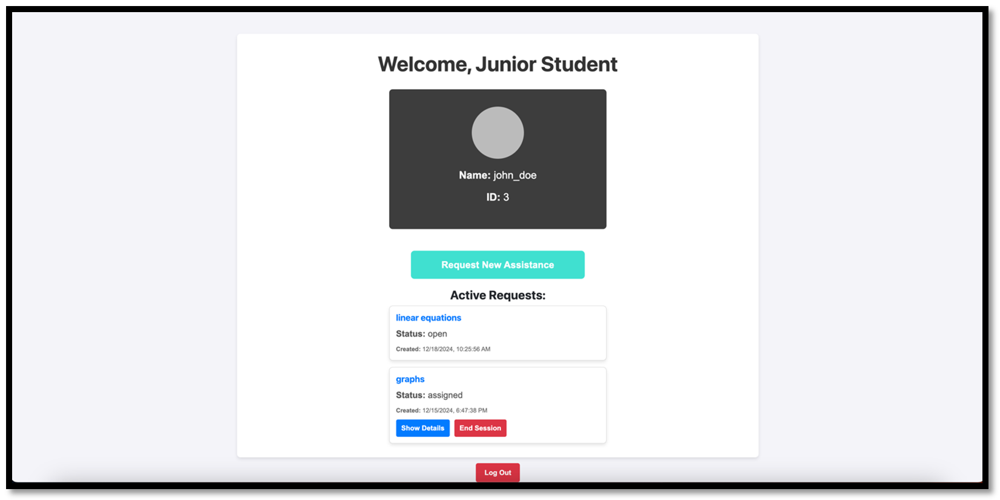 Welcome, Junior Student
Name: john_doe
ID: 3
Request New Assistance
Active Requests:
linear equations
Status: open
Created: 12/18/2024, 10:25:56 AM
graphs
Status: assigned
Created: 12/15/2024, 6:47:38 PM
Show Details End Session
Log Out